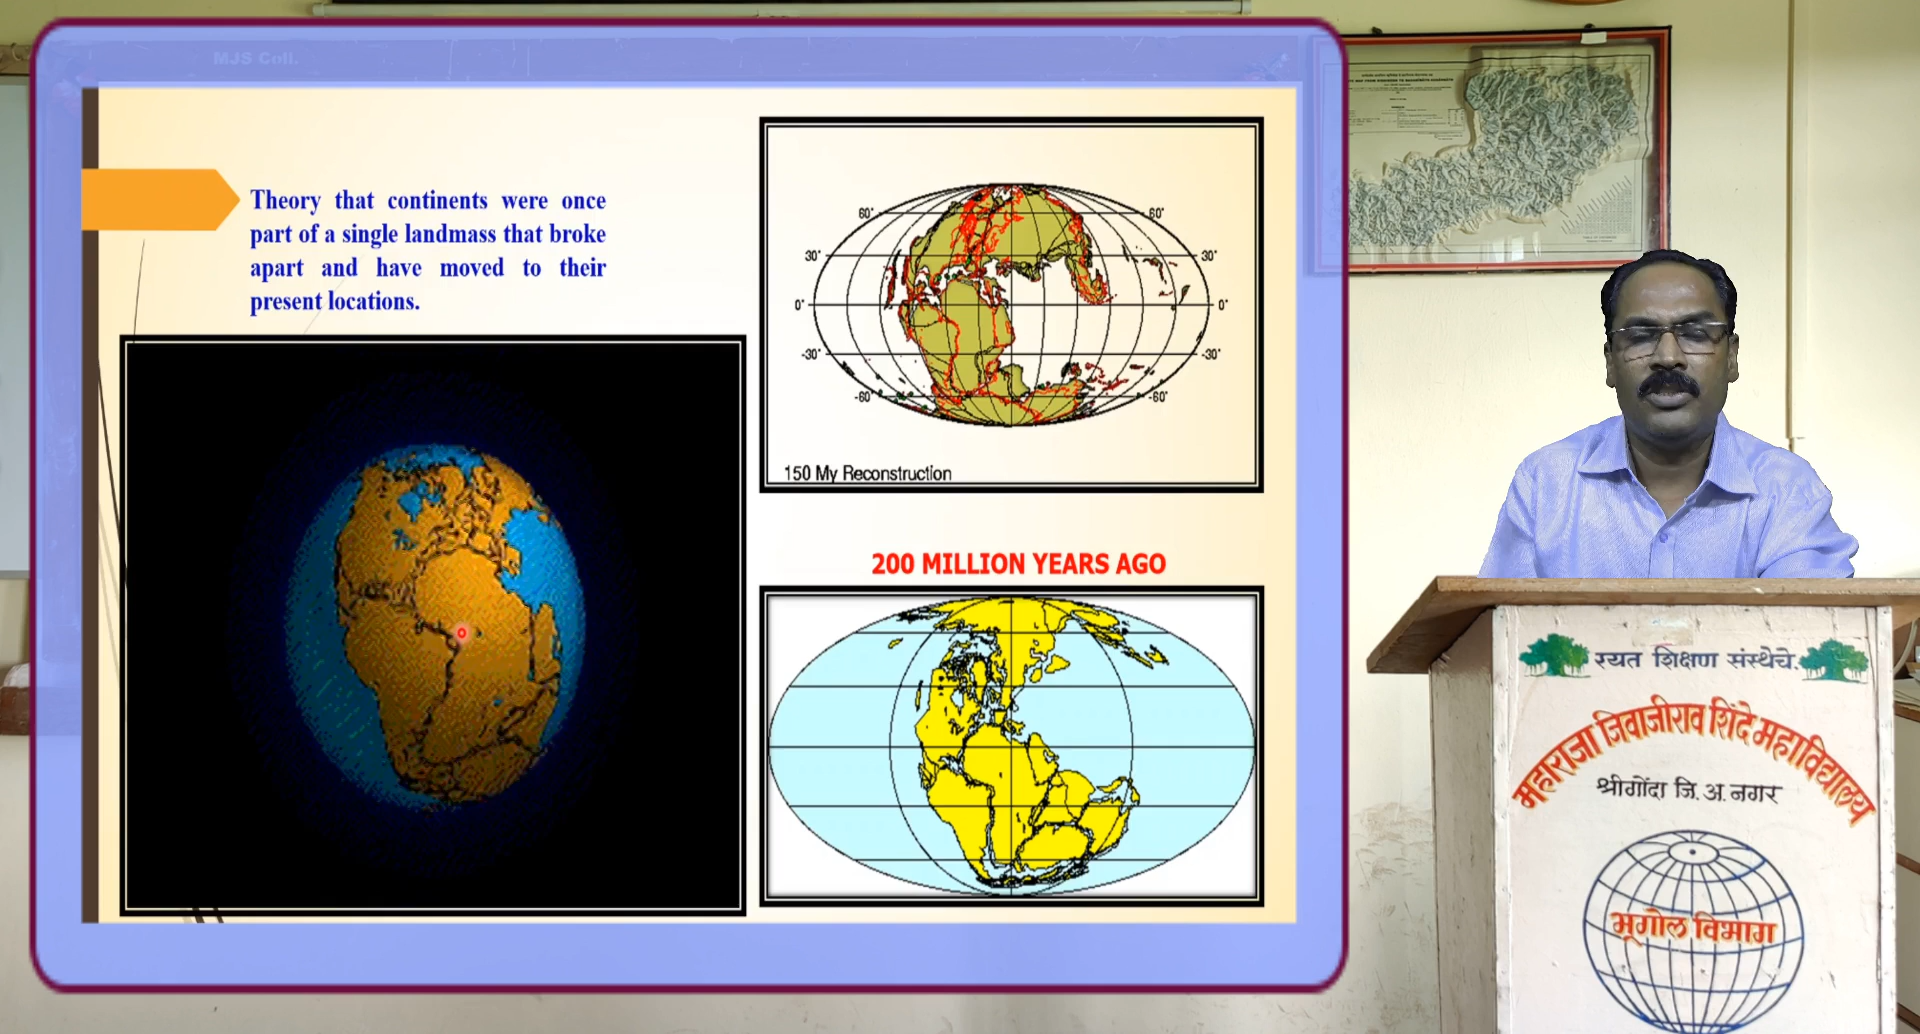 MJS Coll.
Theory that continents were once
part of a single landmass that broke
apart and have moved to their
present locations.
60° 60°
30° 30°
0° 0°
-30° -30°
-60° -60°
150 My Reconstruction
200 MILLION YEARS AGO
रयत शिक्षण संस्थेचे.
महाराजा जिवाजीराव शिंदे महाविद्यालय
श्रीगोंदा जि. अ. नगर
भूगोल विभाग